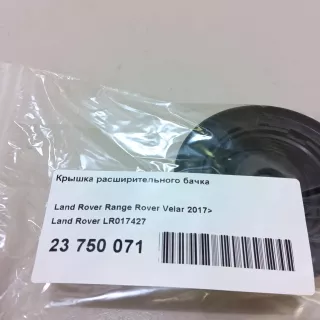 Крышка расширительного бачка
Land Rover Range Rover Velar 2017>
Land Rover LR017427
23 750 071